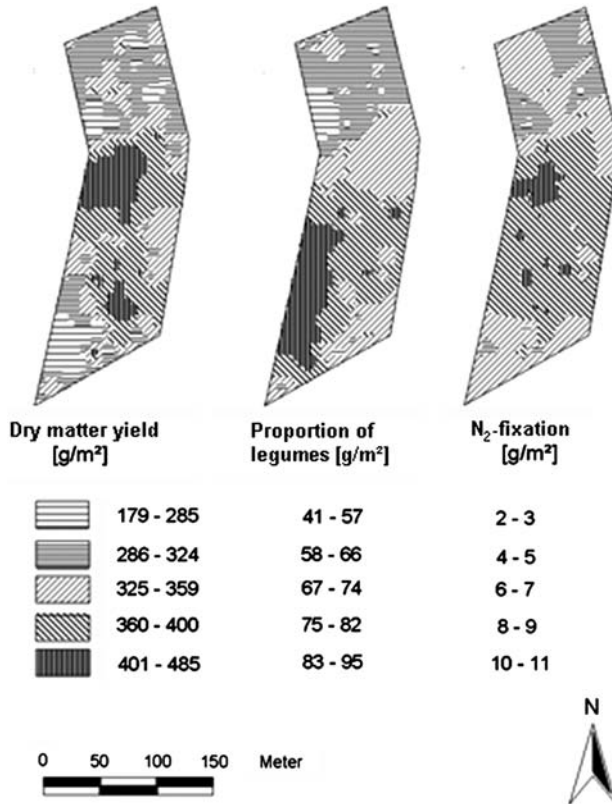 Dry matter yield [g/m²]
Proportion of legumes [g/m²]
N₂-fixation [g/m²]
179 - 285 41 - 57 2 - 3
286 - 324 58 - 66 4 - 5
325 - 359 67 - 74 6 - 7
360 - 400 75 - 82 8 - 9
401 - 485 83 - 95 10 - 11
N
0 50 100 150 Meter